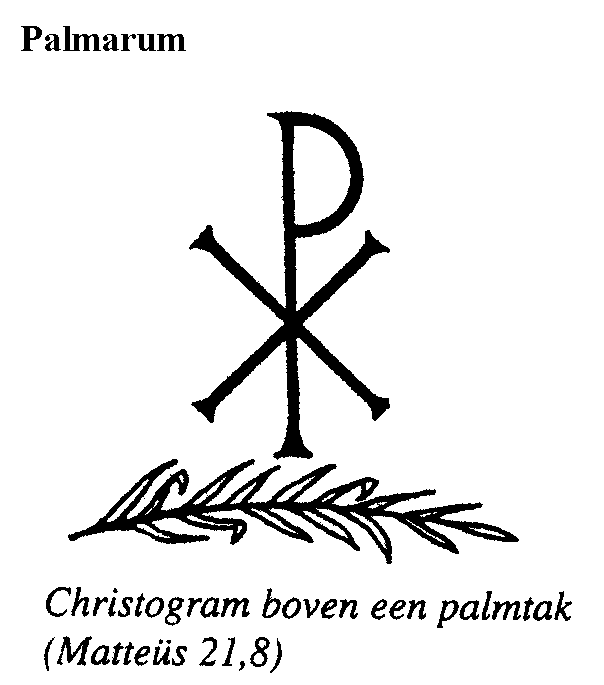 Palmarum
Christogram boven een palmtak
(Matteüs 21,8)